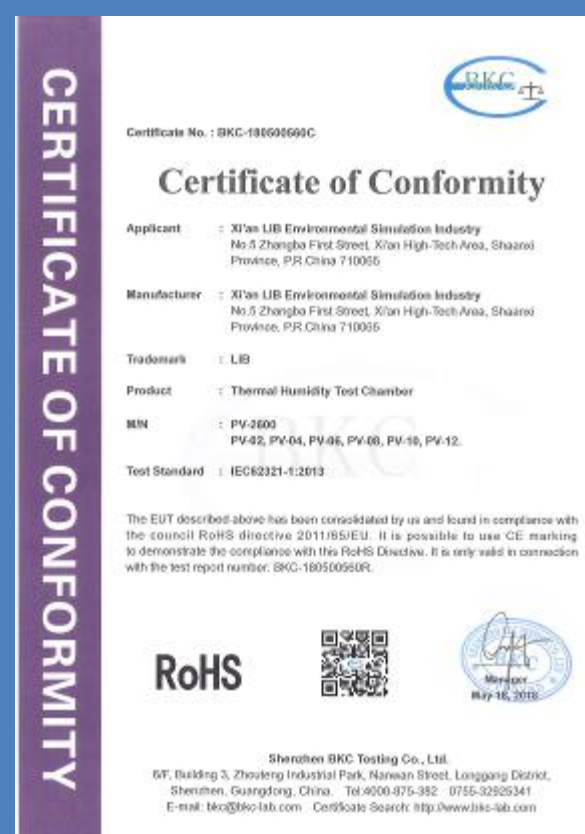 CERTIFICATE OF CONFORMITY
BKC
Certificate No. : BKC-180500560C
Certificate of Conformity
Applicant : Xi'an LIB Environmental Simulation Industry
No.5 Zhangba First Street, Xi'an High-Tech Area, Shaanxi
Province, P.R.China 710065
Manufacturer : Xi'an LIB Environmental Simulation Industry
No.5 Zhangba First Street, Xi'an High-Tech Area, Shaanxi
Province, P.R.China 710065
Trademark : LIB
Product : Thermal Humidity Test Chamber
M/N : PV-2600
PV-02, PV-04, PV-06, PV-08, PV-10, PV-12.
Test Standard : IEC62321-1:2013
The EUT described above has been consolidated by us and found in compliance with
the council RoHS directive 2011/65/EU. It is possible to use CE marking
to demonstrate the compliance with this RoHS Directive. It is only valid in connection
with the test report number: BKC-180500560R.
RoHS
BKC
Manager
May 18, 2018
Shenzhen BKC Testing Co., Ltd.
6/F, Building 3, Zhouteng Industrial Park, Nanwan Street, Longgang District,
Shenzhen, Guangdong, China. Tel:4000-875-382 0755-32925341
E-mail: bkc@bkc-lab.com Certificate Search: http://www.bkc-lab.com